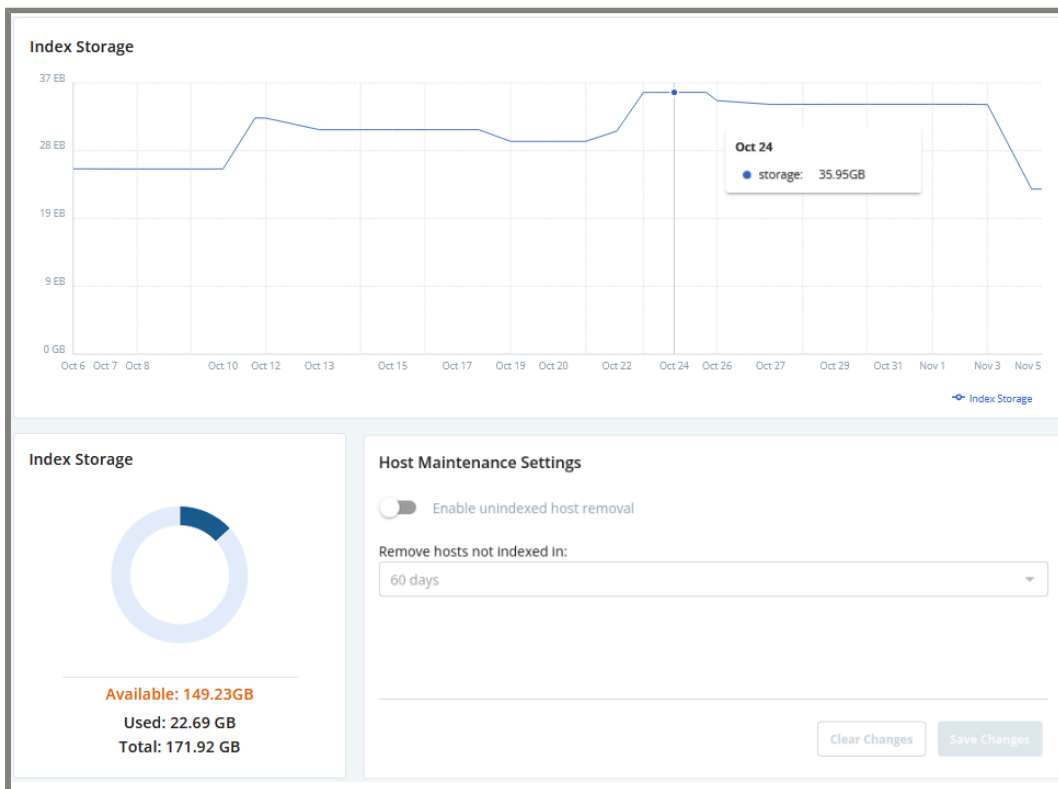 Index Storage
37 EB
28 EB
19 EB
9 EB
0 GB
Oct 24
storage: 35.95GB
Oct 6 Oct 7 Oct 8 Oct 10 Oct 12 Oct 13 Oct 15 Oct 17 Oct 19 Oct 20 Oct 22 Oct 24 Oct 26 Oct 27 Oct 29 Oct 31 Nov 1 Nov 3 Nov 5
Index Storage
Index Storage
Available: 149.23GB
Used: 22.69 GB
Total: 171.92 GB
Host Maintenance Settings
Enable unindexed host removal
Remove hosts not indexed in:
60 days
Clear Changes Save Changes